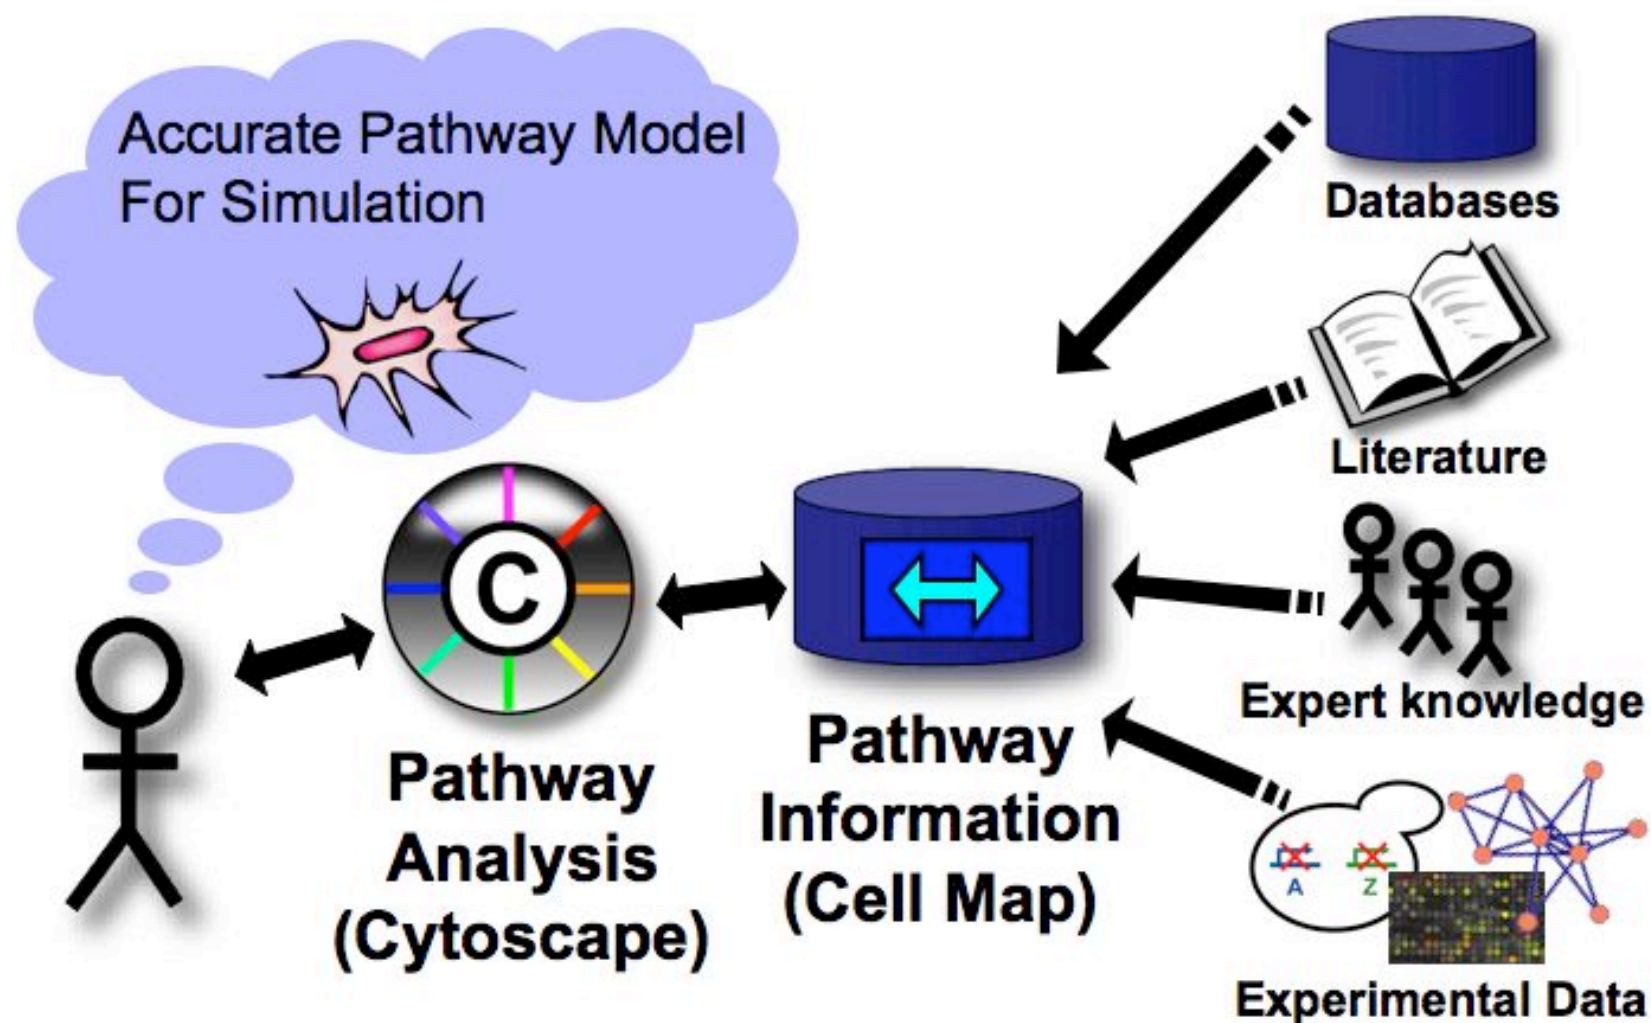 Accurate Pathway Model
For Simulation
Databases
Literature
Expert knowledge
A
Z
Experimental Data
C
Pathway
Analysis
(Cytoscape)
Pathway
Information
(Cell Map)